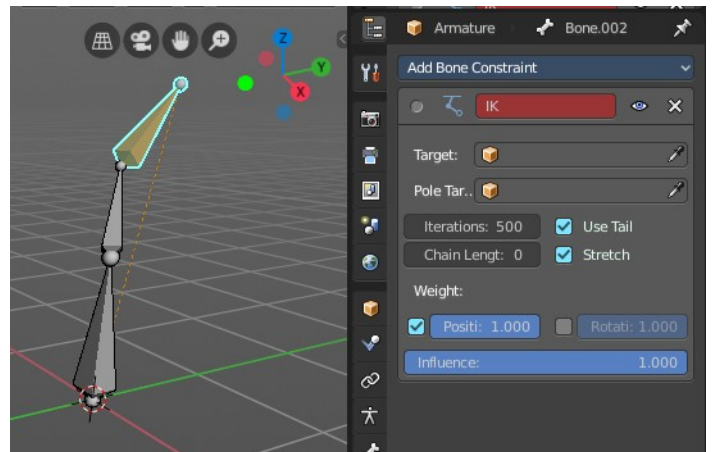 Z
Y
X
Armature
Bone.002
Add Bone Constraint
IK
Target:
Pole Tar..
Iterations: 500
Use Tail
Chain Lengt: 0
Stretch
Weight:
Positi: 1.000
Rotati: 1.000
Influence: 1.000